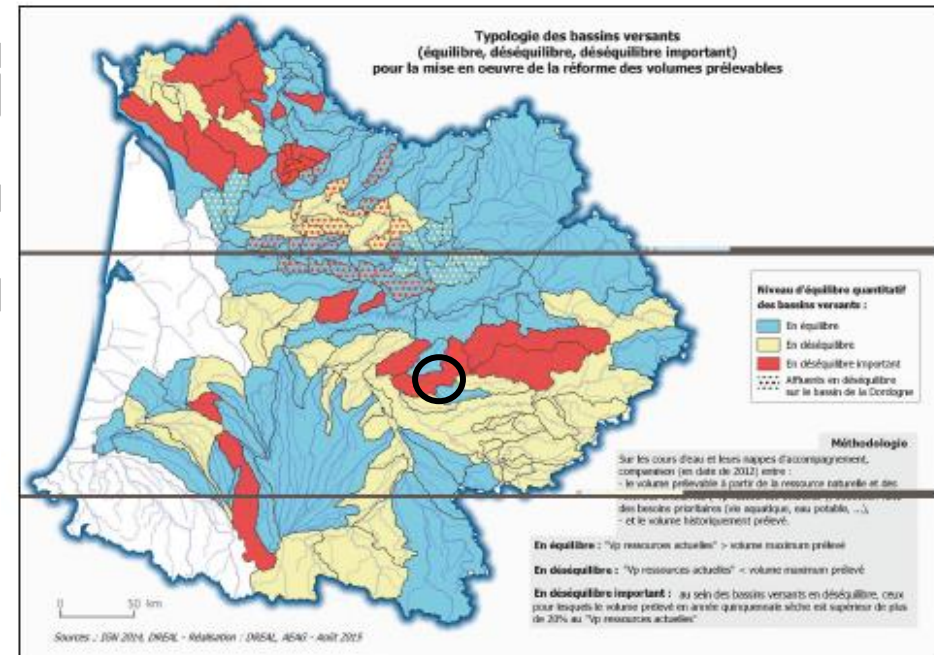 Typologie des bassins versants
(équilibre, déséquilibre, déséquilibre important)
pour la mise en oeuvre de la réforme des volumes prélevables
Niveau d'équilibre quantitatif
des bassins versants :
En équilibre
En déséquilibre
En déséquilibre important
Affluents en déséquilibre
sur le bassin de la Dordogne
Méthodologie
Sur les cours d'eau et leurs nappes d'accompagnement,
comparaison (en date de 2012) entre :
- le volume prélevable à partir de la ressource naturelle et des
des besoins prioritaires (vie aquatique, eau potable, ...),
- et le volume historiquement prélevé.
En équilibre : "Vp ressources actuelles" > volume maximum prélevé
En déséquilibre : "Vp ressources actuelles" < volume maximum prélevé
En déséquilibre important : au sein des bassins versants en déséquilibre, ceux
pour lesquels le volume prélevé en année quinquennale sèche est supérieur de plus
de 20% au "Vp ressources actuelles"
0 50 km
Sources : IGN 2014, DREAL - Réalisation : DREAL, AEAG - Août 2015